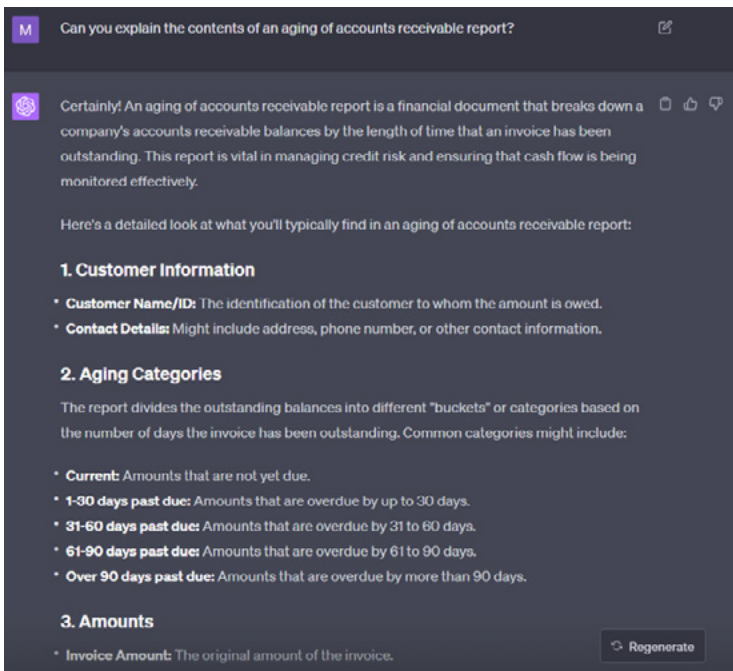 M
Can you explain the contents of an aging of accounts receivable report?
Certainly! An aging of accounts receivable report is a financial document that breaks down a
company's accounts receivable balances by the length of time that an invoice has been
outstanding. This report is vital in managing credit risk and ensuring that cash flow is being
monitored effectively.
Here's a detailed look at what you'll typically find in an aging of accounts receivable report:
1. Customer Information
• Customer Name/ID: The identification of the customer to whom the amount is owed.
• Contact Details: Might include address, phone number, or other contact information.
2. Aging Categories
The report divides the outstanding balances into different "buckets" or categories based on
the number of days the invoice has been outstanding. Common categories might include:
• Current: Amounts that are not yet due.
• 1-30 days past due: Amounts that are overdue by up to 30 days.
• 31-60 days past due: Amounts that are overdue by 31 to 60 days.
• 61-90 days past due: Amounts that are overdue by 61 to 90 days.
• Over 90 days past due: Amounts that are overdue by more than 90 days.
3. Amounts
• Invoice Amount: The original amount of the invoice.
Regenerate